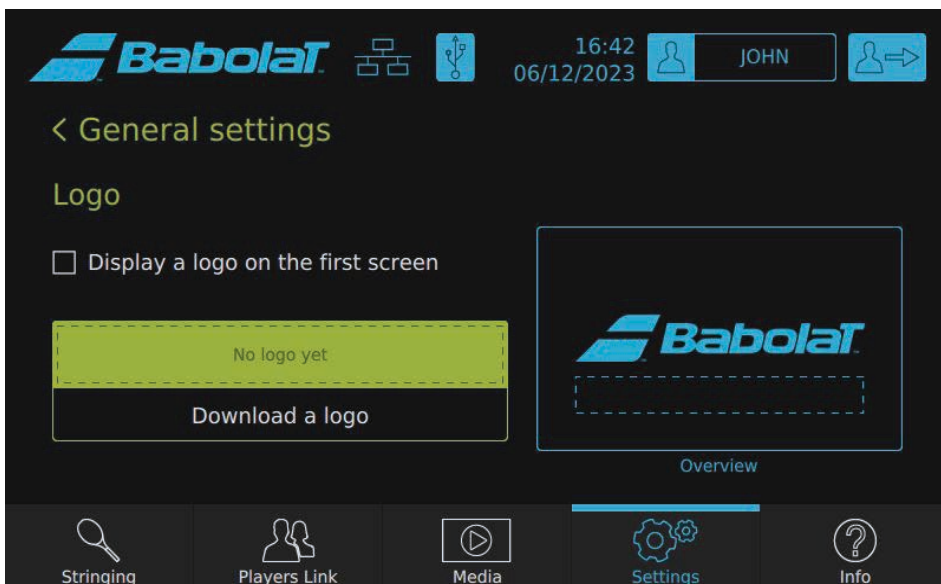 BabolaT
16:42
06/12/2023
JOHN
< General settings
Logo
Display a logo on the first screen
No logo yet
Download a logo
BabolaT
Overview
Stringing
Players Link
Media
Settings
Info